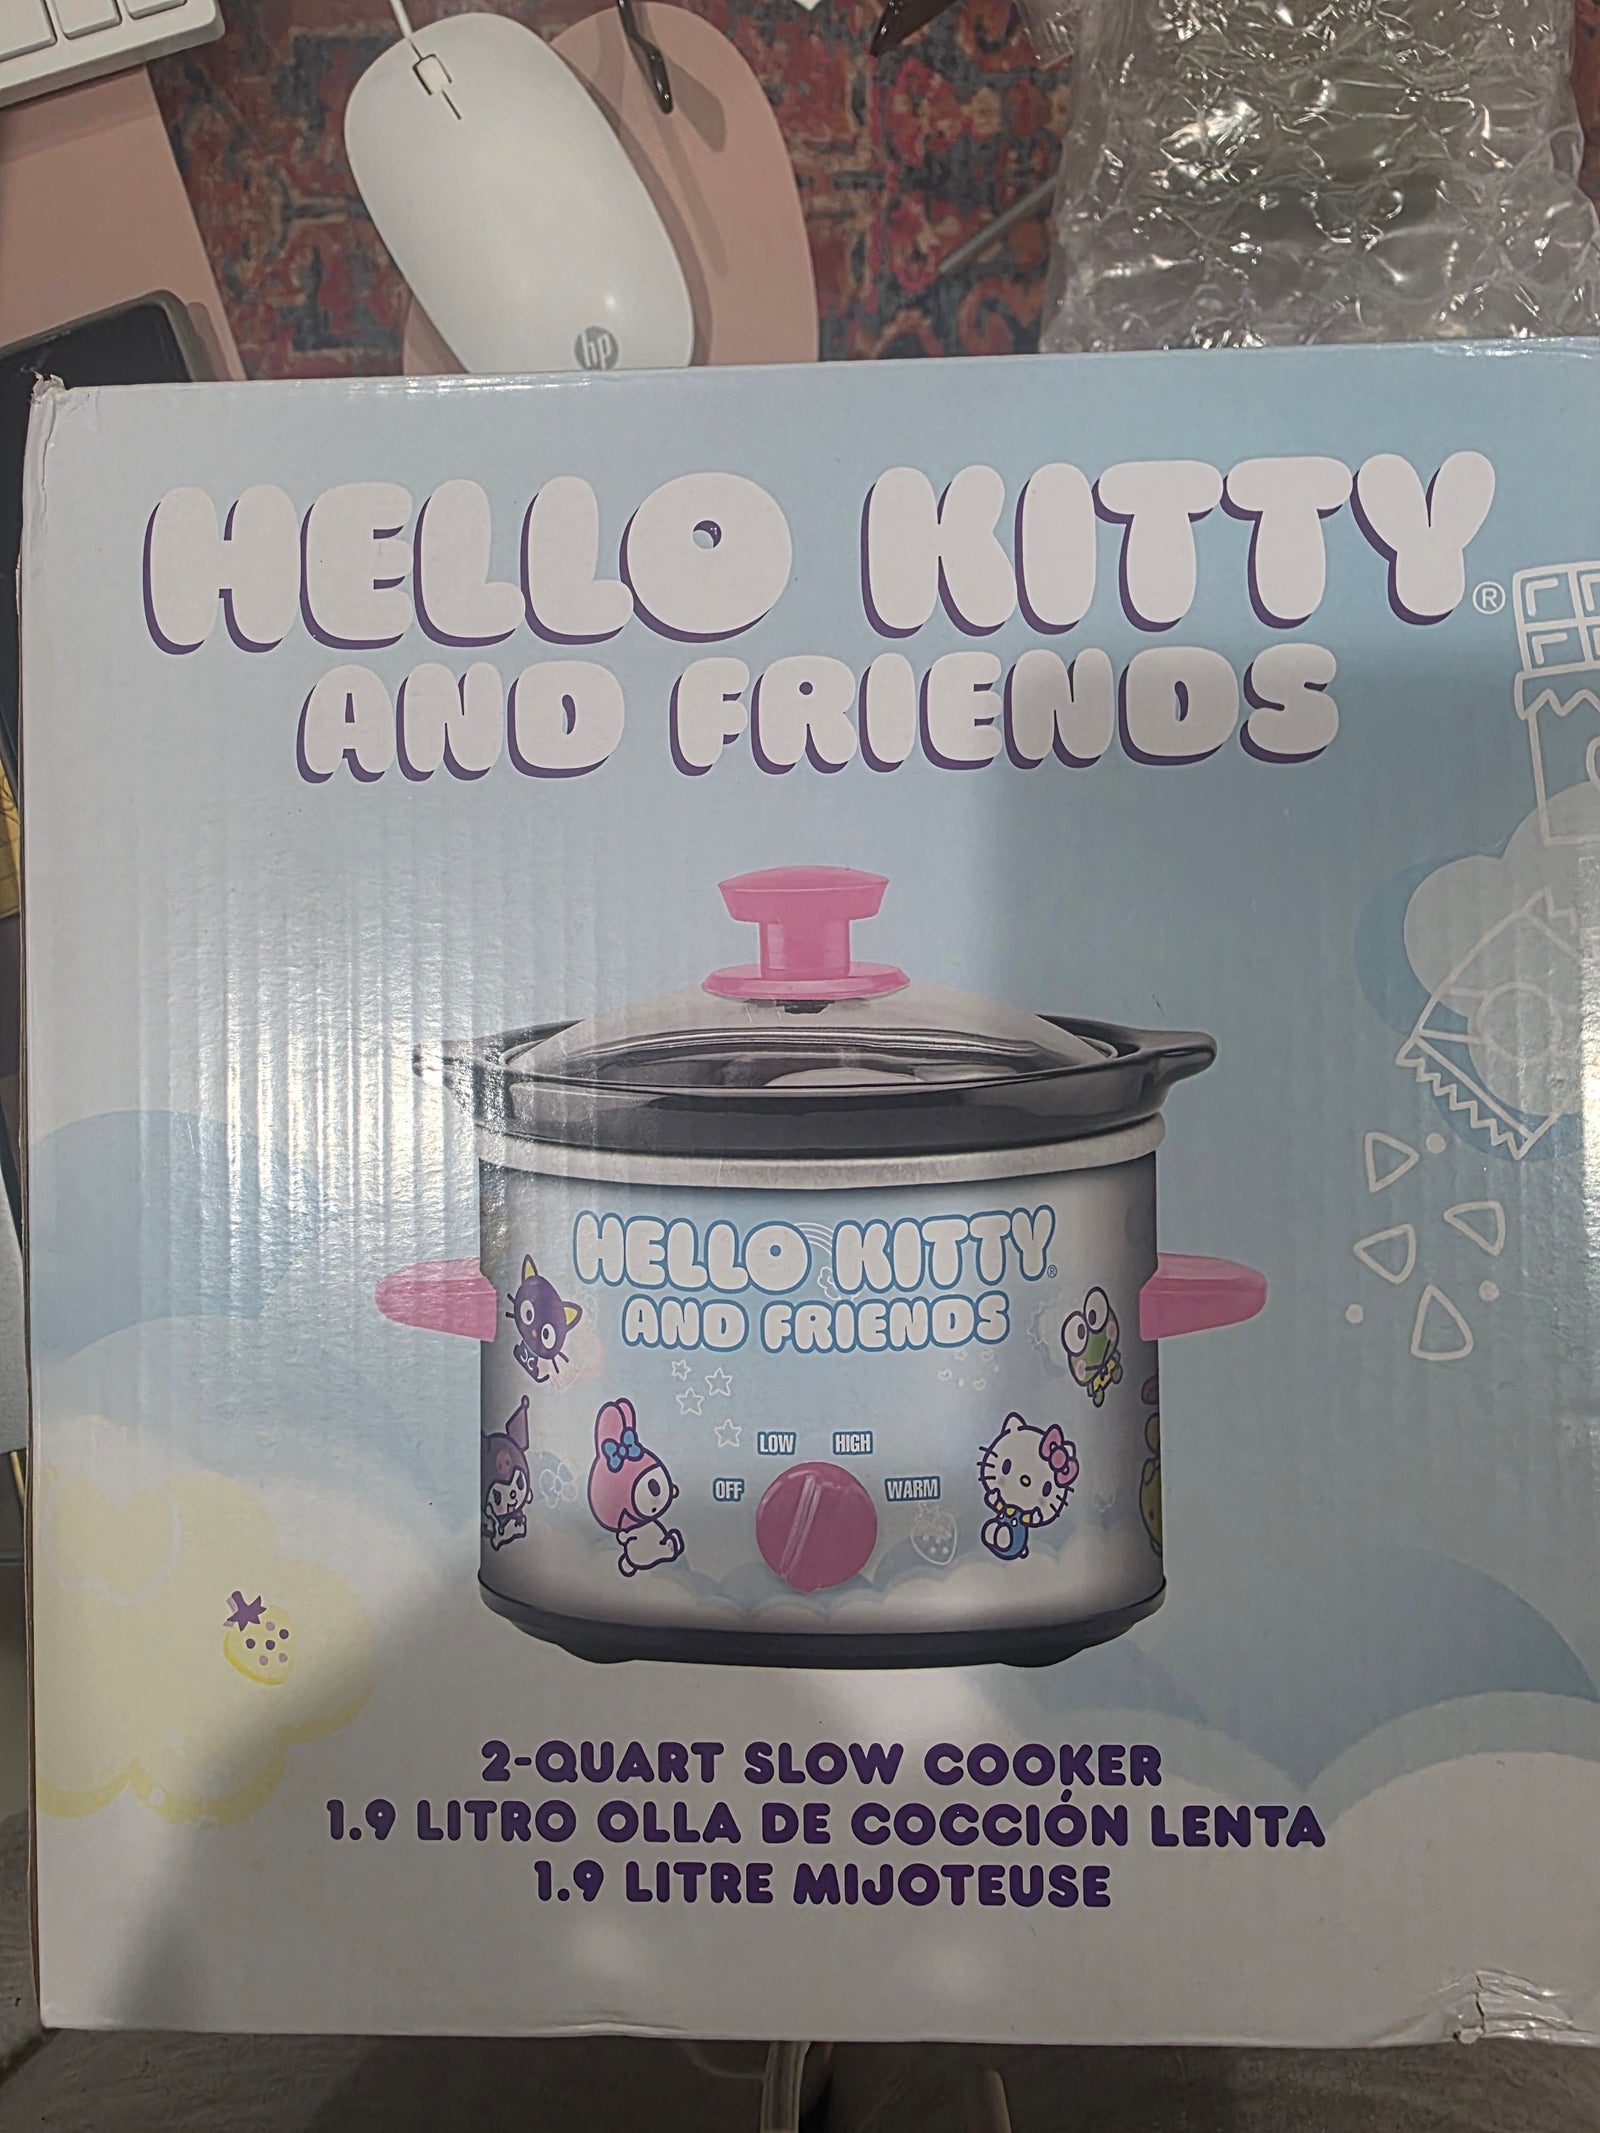 hp
HELLO KITTY®
AND FRIENDS
HELLO KITTY®
AND FRIENDS
LOW HIGH
OFF WARM
2-QUART SLOW COOKER
1.9 LITRO OLLA DE COCCIÓN LENTA
1.9 LITRE MIJOTEUSE